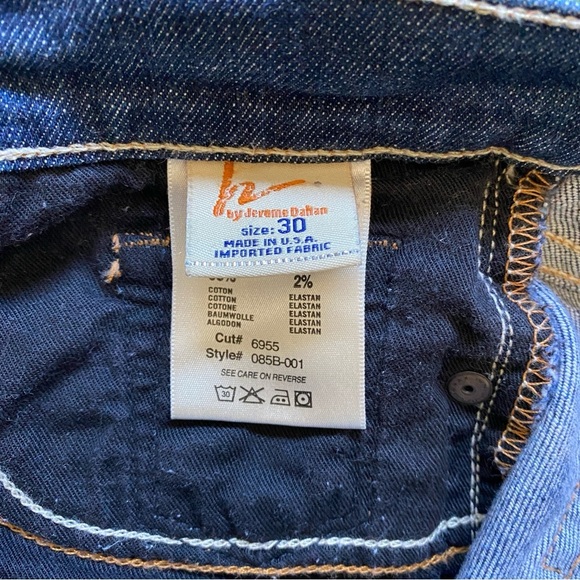 by Jerome Dahan
size: 30
MADE IN U.S.A.
IMPORTED FABRIC
2%
COTON ELASTAN
COTTON ELASTAN
COTONE ELASTAN
BAUMWOLLE ELASTAN
ALGODON
Cut# 6955
Style# 085B-001
SEE CARE ON REVERSE
30